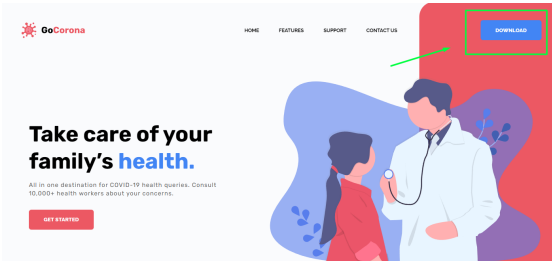 GoCorona
HOME FEATURES SUPPORT CONTACT US
DOWNLOAD
Take care of your
family's health.
All in one destination for COVID-19 health queries. Consult
10,000+ health workers about your concerns.
GET STARTED